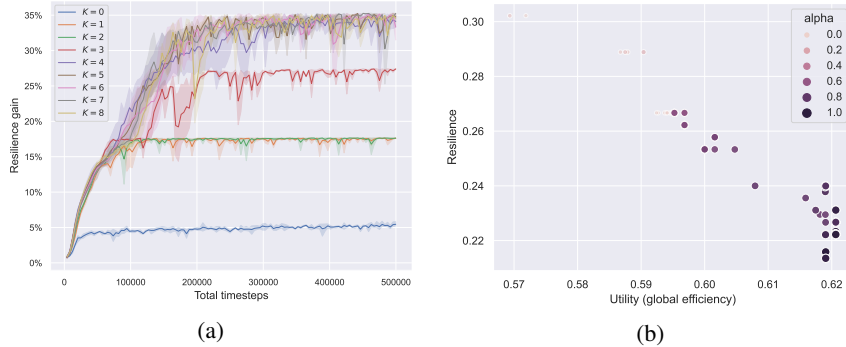 35%
30%
25%
20%
15%
10%
5%
0%
Resilience gain
K = 0
K = 1
K = 2
K = 3
K = 4
K = 5
K = 6
K = 7
K = 8
0
100000
200000
300000
400000
500000
Total timesteps
(a)
0.30
0.28
0.26
0.24
0.22
Resilience
alpha
0.0
0.2
0.4
0.6
0.8
1.0
0.57
0.58
0.59
0.60
0.61
0.62
Utility (global efficiency)
(b)